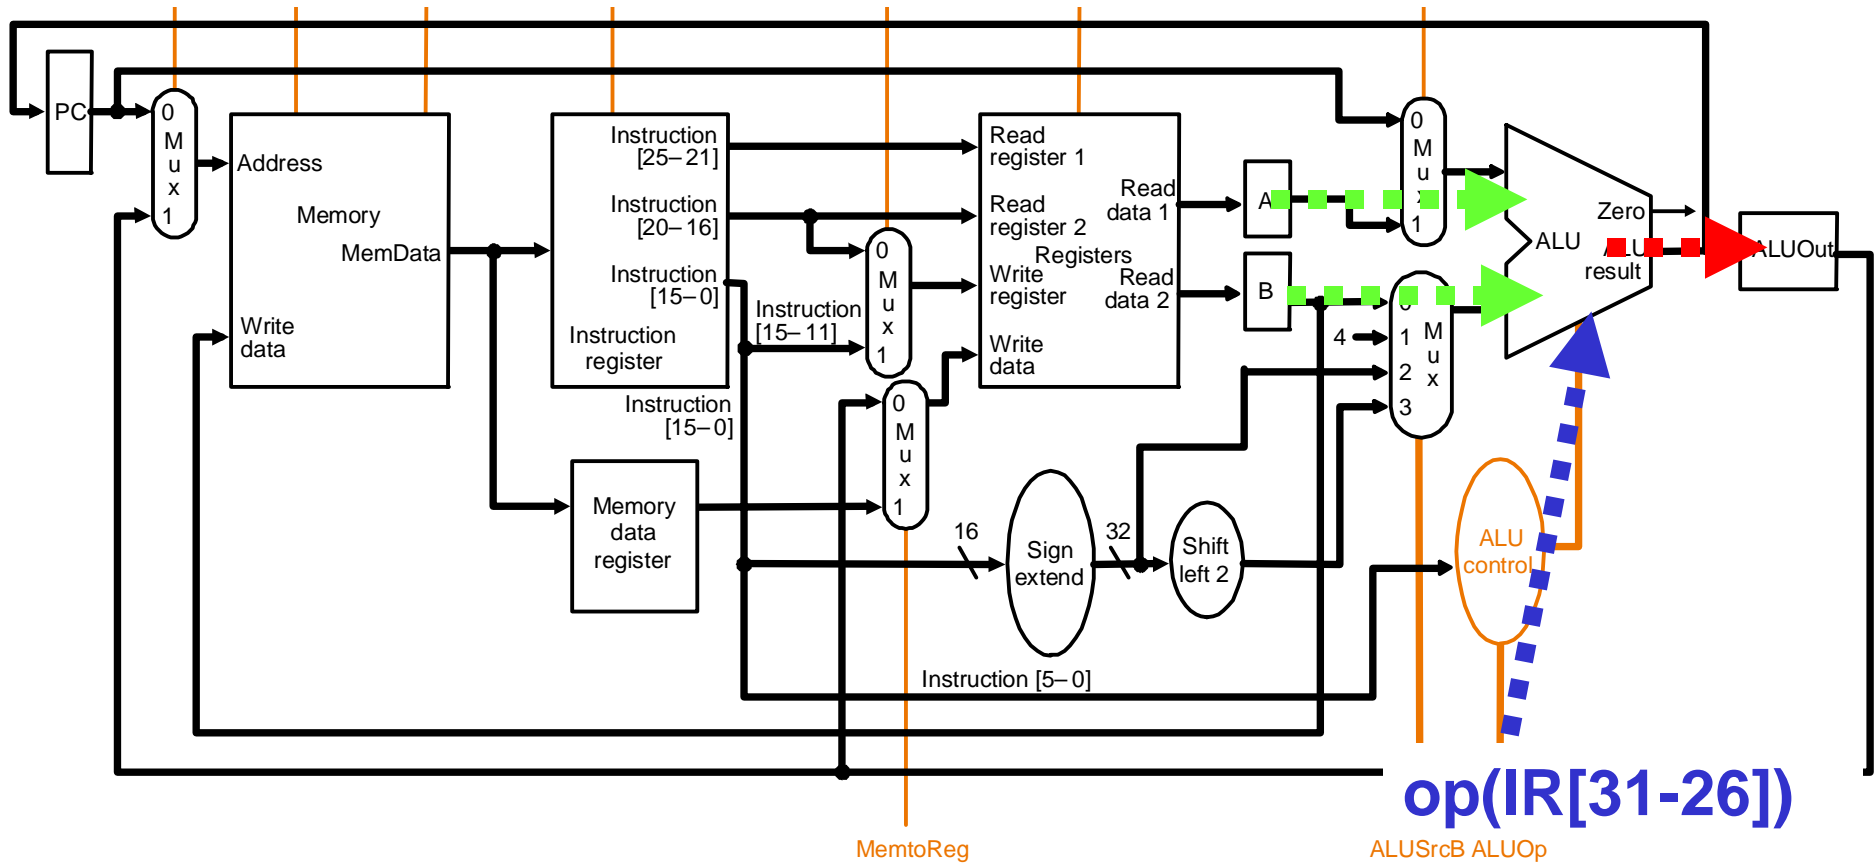 PC
0
M
u
x
1
Address
Memory
MemData
Write
data
Instruction
[25–21]
Instruction
[20–16]
Instruction
[15–0]
Instruction
register
Instruction
[15–11]
Instruction
[15–0]
Memory
data
register
0
M
u
x
1
0
M
u
x
1
Read
register 1
Read
register 2
Registers
Write
register
Write
data
Read
data 1
Read
data 2
16
Sign
extend
32
Shift
left 2
Instruction [5–0]
A
B
4
0
M
u
x
1
0
1
2
3
M
u
x
Zero
ALU
ALU
result
ALUOut
ALU
control
op(IR[31-26])
MemtoReg
ALUSrcB ALUOp